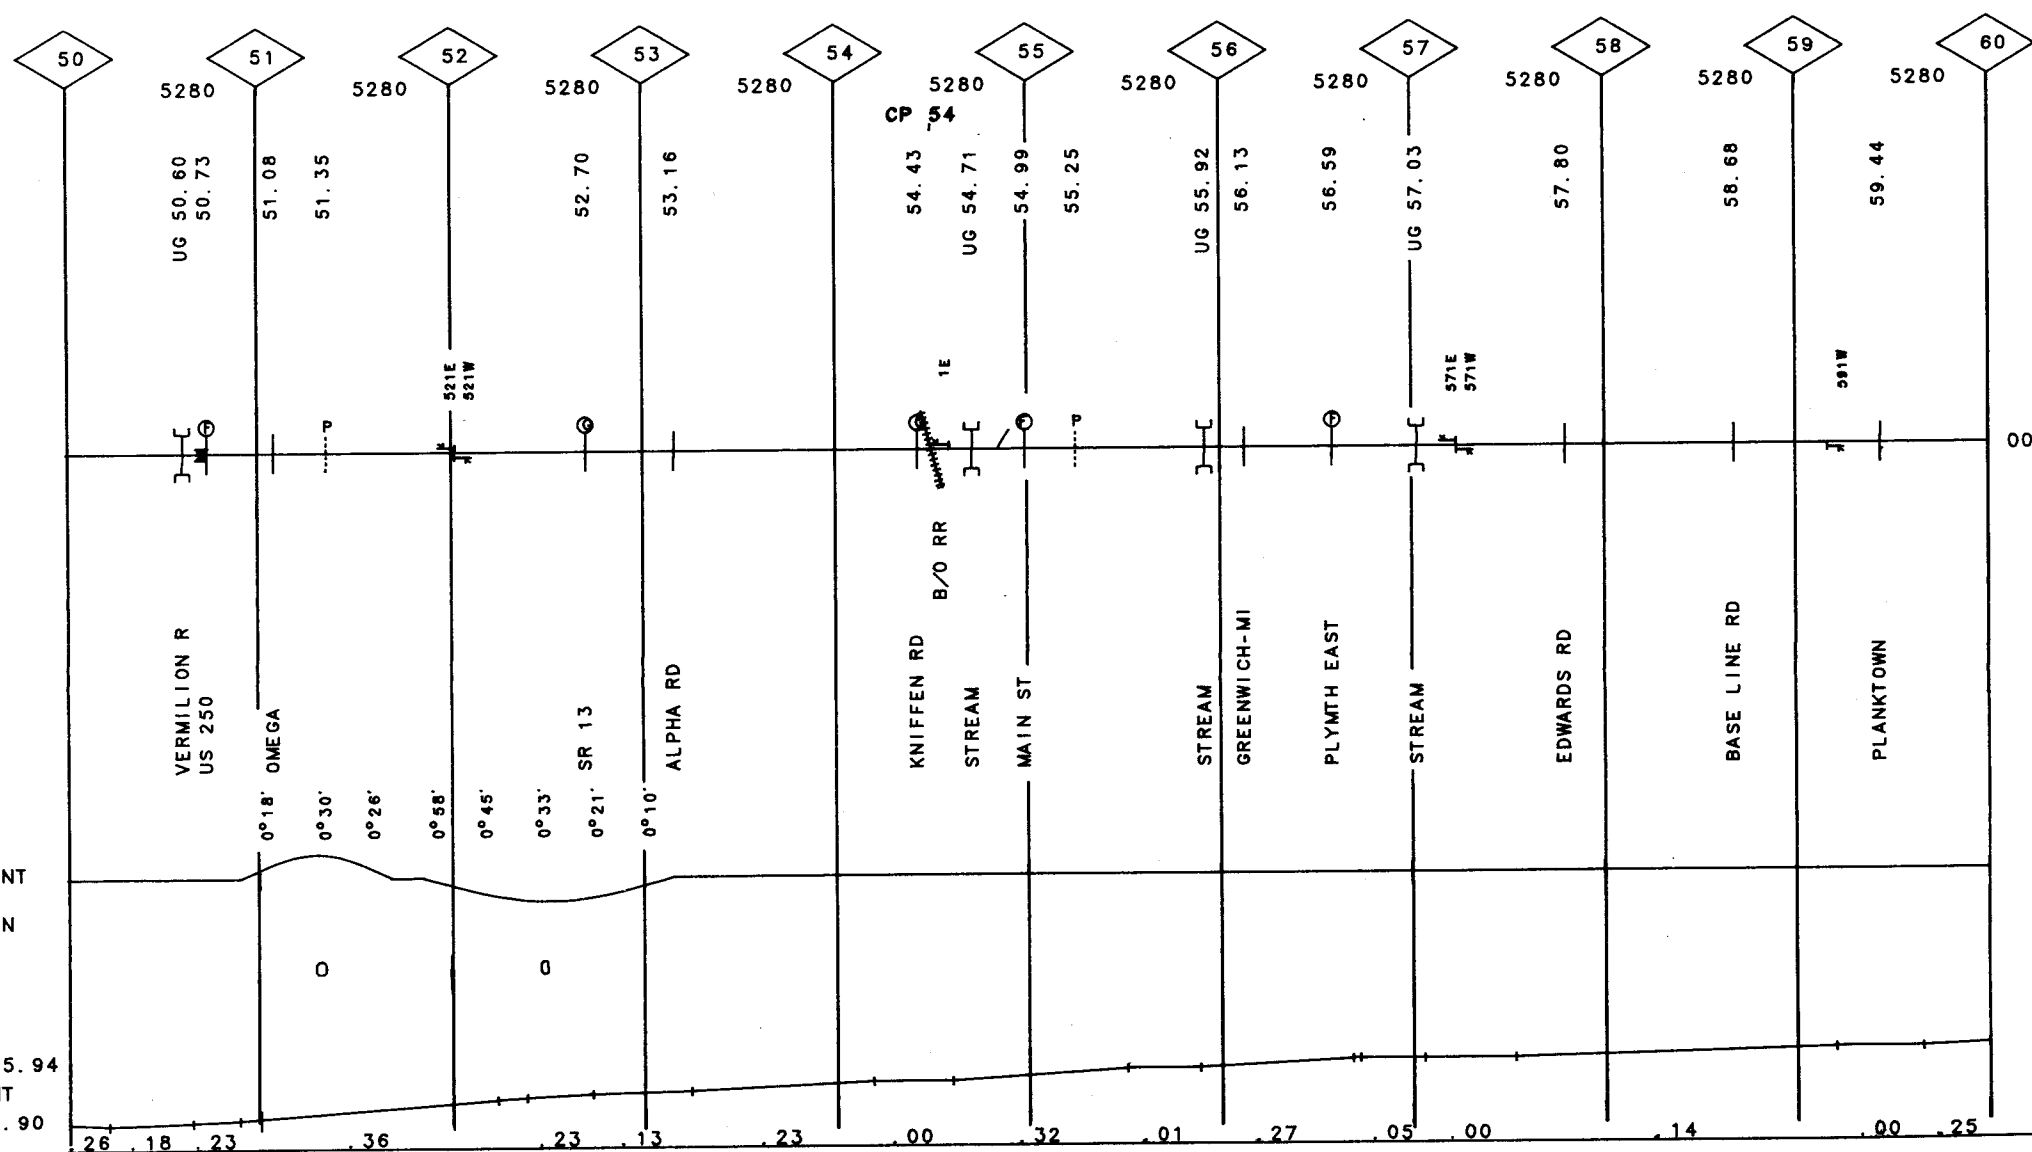 50 51 52 53 54 55 56 57 58 59 60
5280 5280 5280 5280 5280 5280 5280 5280 5280 5280
CP 54
UG 50.60
50.73
51.08
51.35
52.70
53.16
54.43
UG 54.71
54.99
55.25
UG 55.92
56.13
56.59
UG 57.03
57.80
58.68
59.44
521E
521W
1E
571E
571W
591W
P
P
00
B/O RR
VERMILION R
US 250
OMEGA
SR 13
ALPHA RD
KNIFFEN RD
STREAM
MAIN ST
STREAM
GREENWICH-MI
PLYMTH EAST
STREAM
EDWARDS RD
BASE LINE RD
PLANKTOWN
0°18'
0°30'
0°26'
0°58'
0°45'
0°33'
0°21'
0°10'
NT
N
0 0
5.94
IT
.90
.26 .18 .23 .36 .23 .13 .23 .00 .32 .01 .27 .05 .00 .14 .00 .25